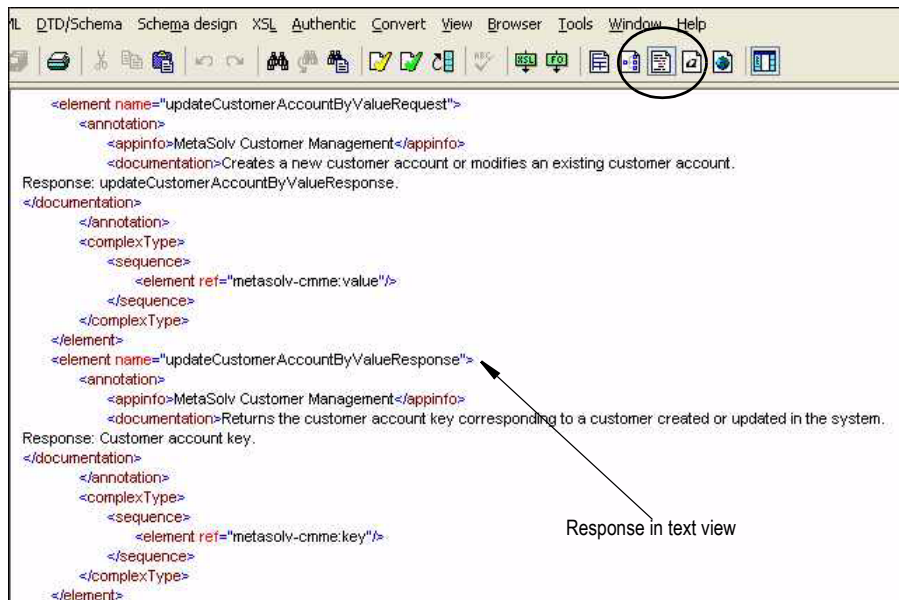 DTD/Schema Schema design XSL Authentic Convert View Browser Tools Window Help
ABC XSL FO a
<element name="updateCustomerAccountByValueRequest">
<annotation>
<appinfo>MetaSolv Customer Management</appinfo>
<documentation>Creates a new customer account or modifies an existing customer account.
Response: updateCustomerAccountByValueResponse.
</documentation>
</annotation>
<complexType>
<sequence>
<element ref="metasolv-cmme:value"/>
</sequence>
</complexType>
</element>
<element name="updateCustomerAccountByValueResponse">
<annotation>
<appinfo>MetaSolv Customer Management</appinfo>
<documentation>Returns the customer account key corresponding to a customer created or updated in the system.
Response: Customer account key.
</documentation>
</annotation>
<complexType>
<sequence>
<element ref="metasolv-cmme:key"/>
Response in text view
</sequence>
</complexType>
</element>